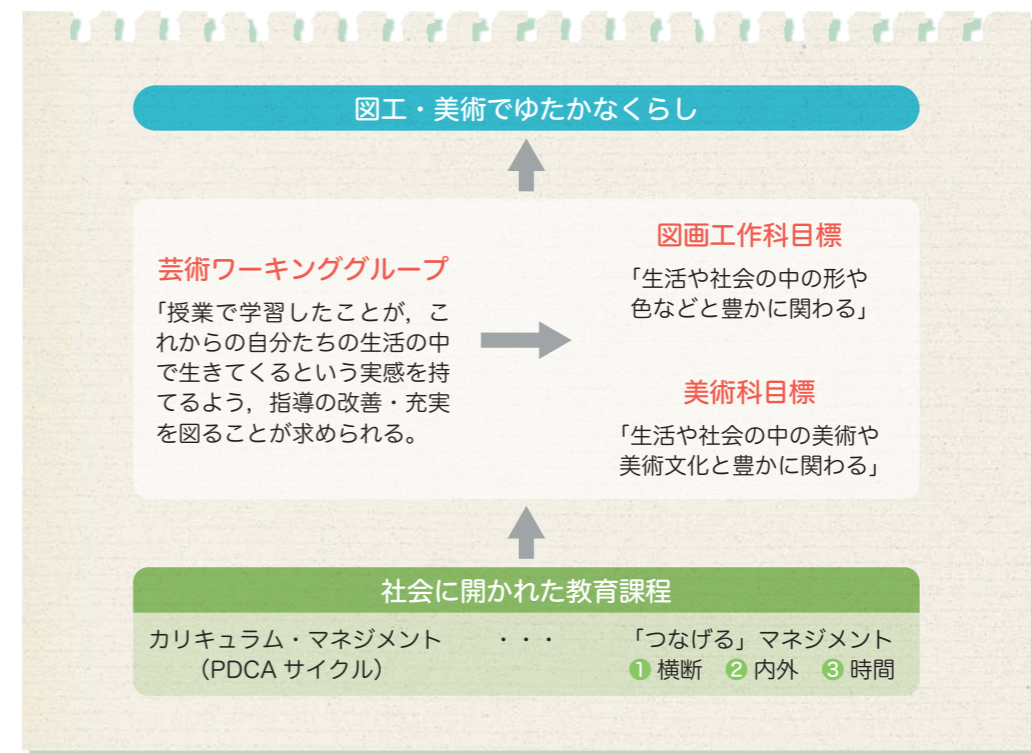 図工・美術でゆたかなくらし
芸術ワーキンググループ
「授業で学習したことが，こ
れからの自分たちの生活の中
で生きてくるという実感を持
てるよう，指導の改善・充実
を図ることが求められる。
図画工作科目標
「生活や社会の中の形や
色などと豊かに関わる」
美術科目標
「生活や社会の中の美術や
美術文化と豊かに関わる」
社会に開かれた教育課程
カリキュラム・マネジメント ・・・ 「つなげる」マネジメント
（PDCA サイクル） ❶ 横断 ❷ 内外 ❸ 時間